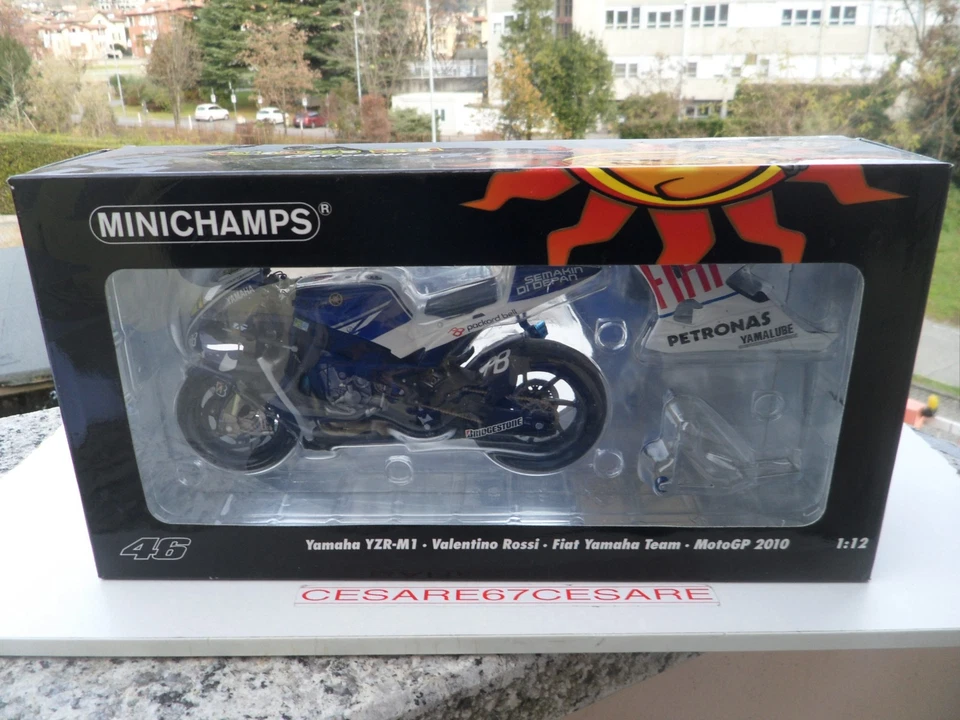 MINICHAMPS®
YAMAHA
SEMAKIN
DI DEPAN
FIAT
packard bell
PETRONAS
YAMALUBE
BRIDGESTONE
46
Yamaha YZR-M1 · Valentino Rossi · Fiat Yamaha Team · MotoGP 2010
1:12
CESARE67CESARE